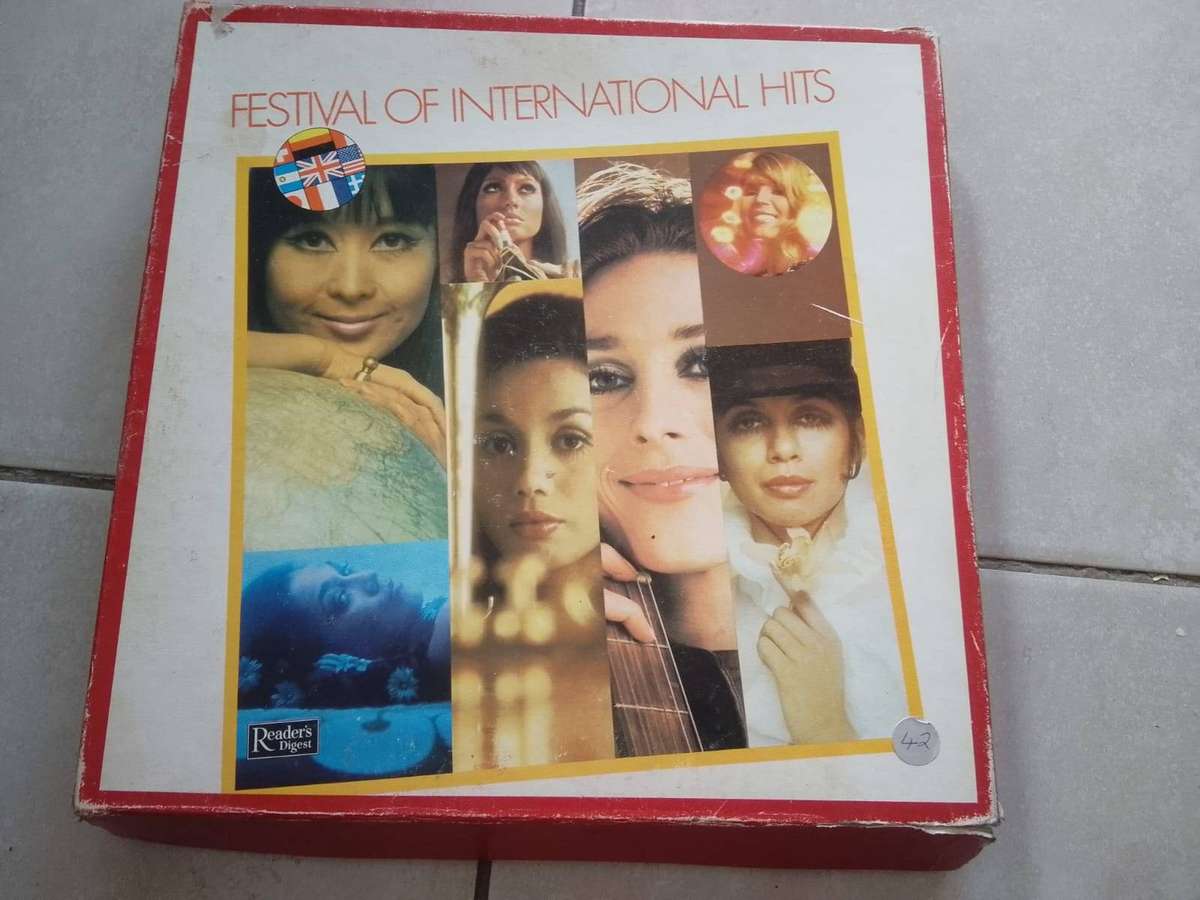 FESTIVAL OF INTERNATIONAL HITS
Reader's
Digest
42